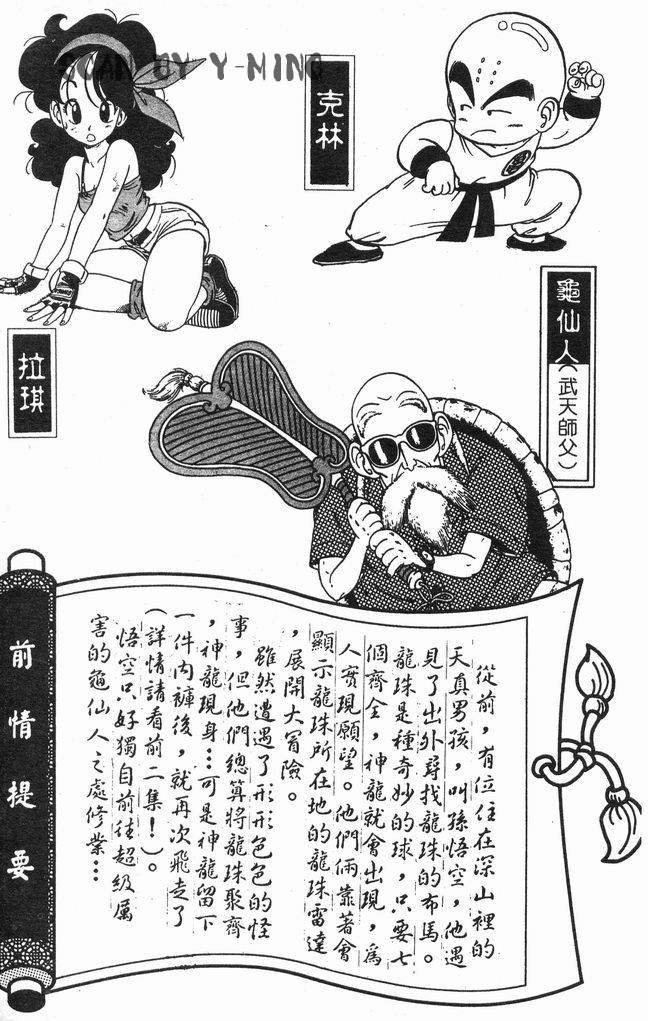 SCAN BY Y-MING
克林
拉琪
龜仙人(武天師父)
前情提要
從前，有位住在深山裡的
天真男孩，叫孫悟空，他遇
見了出外尋找龍珠的布馬。
龍珠是種奇妙的球，只要七
個齊全，神龍就會出現，為
人實現願望。他們倆靠著會
顯示龍珠所在地的龍珠雷達
，展開大冒險。
雖然遭遇了形形色色的怪
事，但他們總算將龍珠聚齊
，神龍現身…可是神龍留下
一件內褲後，就再次飛走了
（詳情請看前二集！）。
悟空只好獨自前往超級厲
害的龜仙人之處修業…